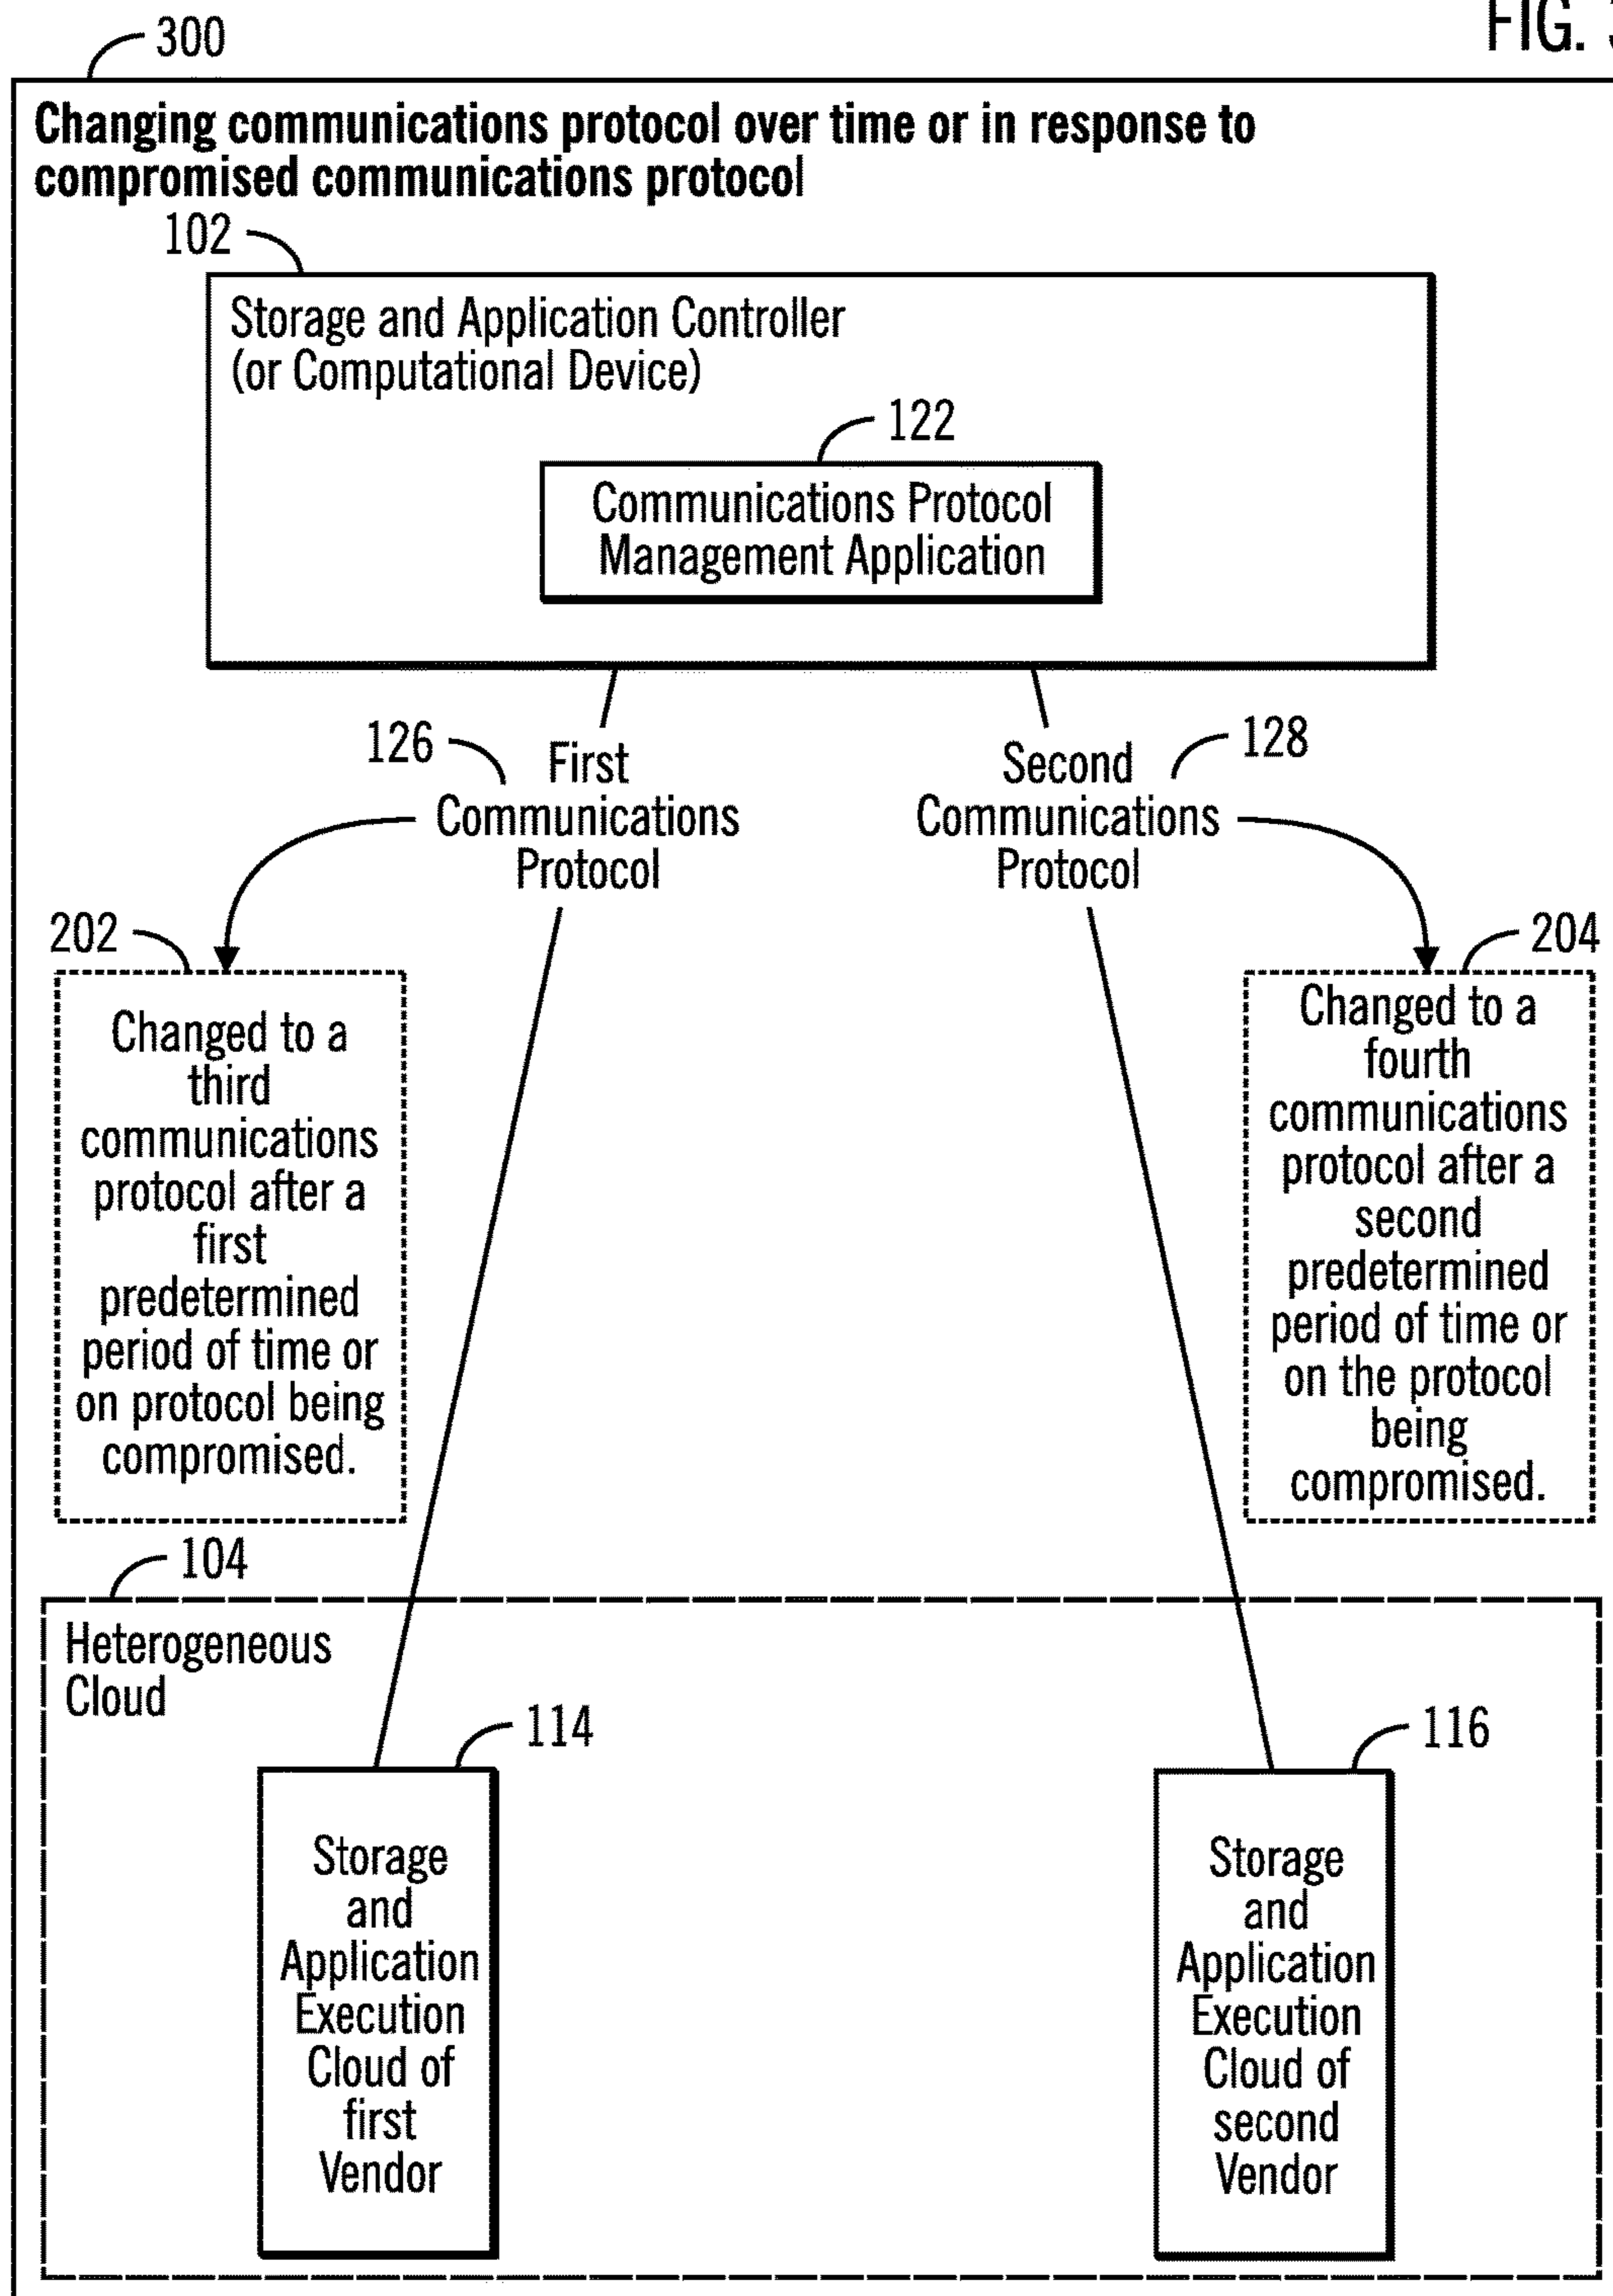 FIG. 3
300
Changing communications protocol over time or in response to
compromised communications protocol
102
Storage and Application Controller
(or Computational Device)
122
Communications Protocol
Management Application
126
First
Communications
Protocol
128
Second
Communications
Protocol
202
Changed to a
third
communications
protocol after a
first
predetermined
period of time or
on protocol being
compromised.
204
Changed to a
fourth
communications
protocol after a
second
predetermined
period of time or
on the protocol
being
compromised.
104
Heterogeneous
Cloud
114
Storage
and
Application
Execution
Cloud of
first
Vendor
116
Storage
and
Application
Execution
Cloud of
second
Vendor